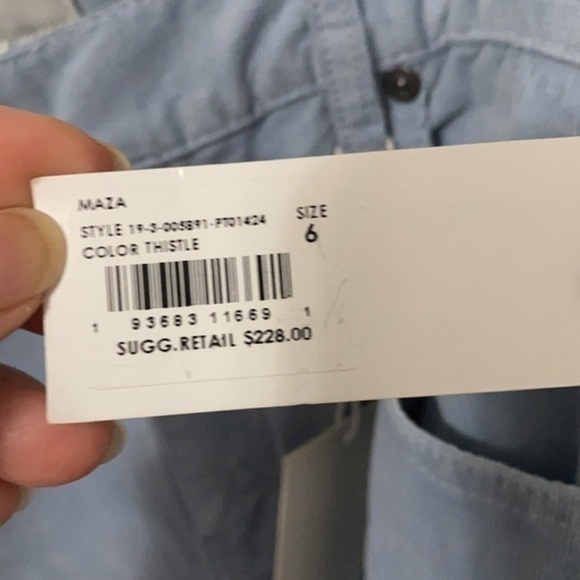 MAZA
STYLE 19-3-005891-PT01424
SIZE
6
COLOR THISTLE
1 93683 11669 1
SUGG.RETAIL $228.00